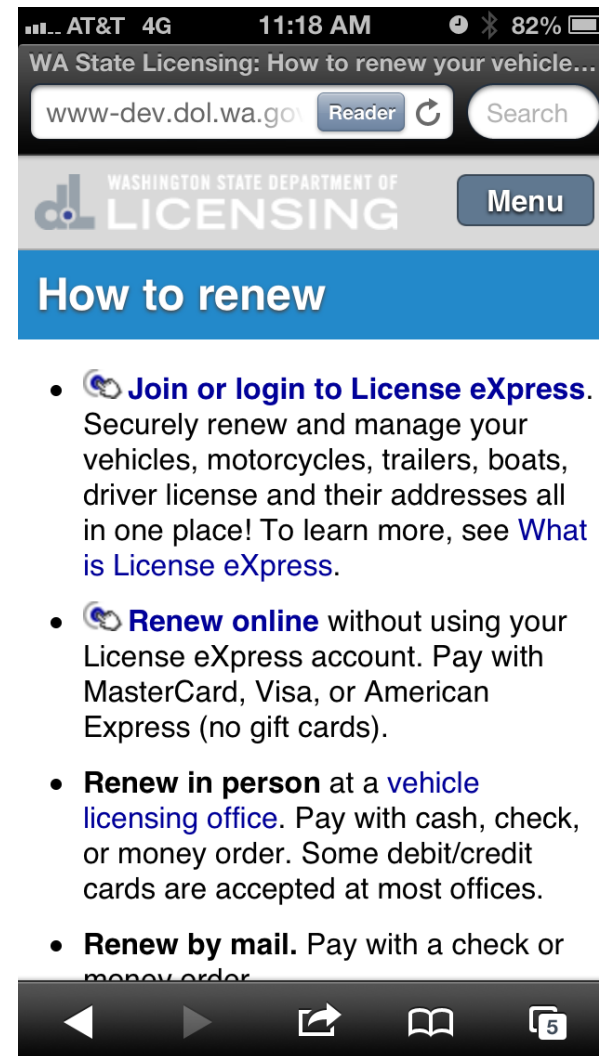 AT&T 4G 11:18 AM 82%
WA State Licensing: How to renew your vehicle...
www-dev.dol.wa.gov Reader Search
WASHINGTON STATE DEPARTMENT OF
dL LICENSING Menu
How to renew
• Join or login to License eXpress.
Securely renew and manage your
vehicles, motorcycles, trailers, boats,
driver license and their addresses all
in one place! To learn more, see What
is License eXpress.
• Renew online without using your
License eXpress account. Pay with
MasterCard, Visa, or American
Express (no gift cards).
• Renew in person at a vehicle
licensing office. Pay with cash, check,
or money order. Some debit/credit
cards are accepted at most offices.
• Renew by mail. Pay with a check or
money order
5